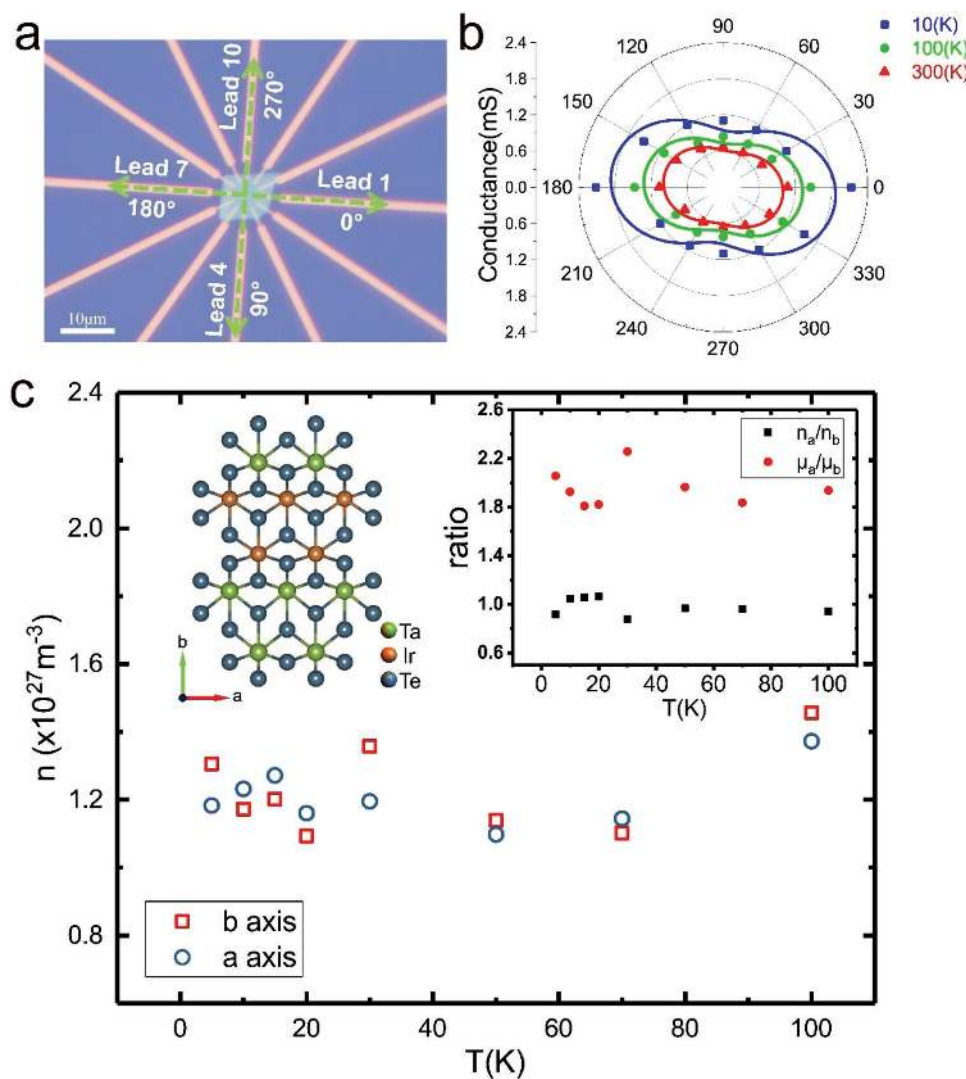 a
Lead 10
270°
Lead 7
180°
Lead 1
0°
Lead 4
90°
10μm
b
10(K)
100(K)
300(K)
Conductance(mS)
2.4
1.8
1.2
0.6
0.0
0.6
1.2
1.8
2.4
90
120
60
150
30
180
0
210
330
240
300
270
c
n (x10²⁷m⁻³)
2.4
2.0
1.6
1.2
0.8
0 20 40 60 80 100
T(K)
b
a
Ta
Ir
Te
b axis
a axis
ratio
2.6
2.2
1.8
1.4
1.0
0.6
0 20 40 60 80 100
T(K)
nₐ/n_b
μₐ/μ_b